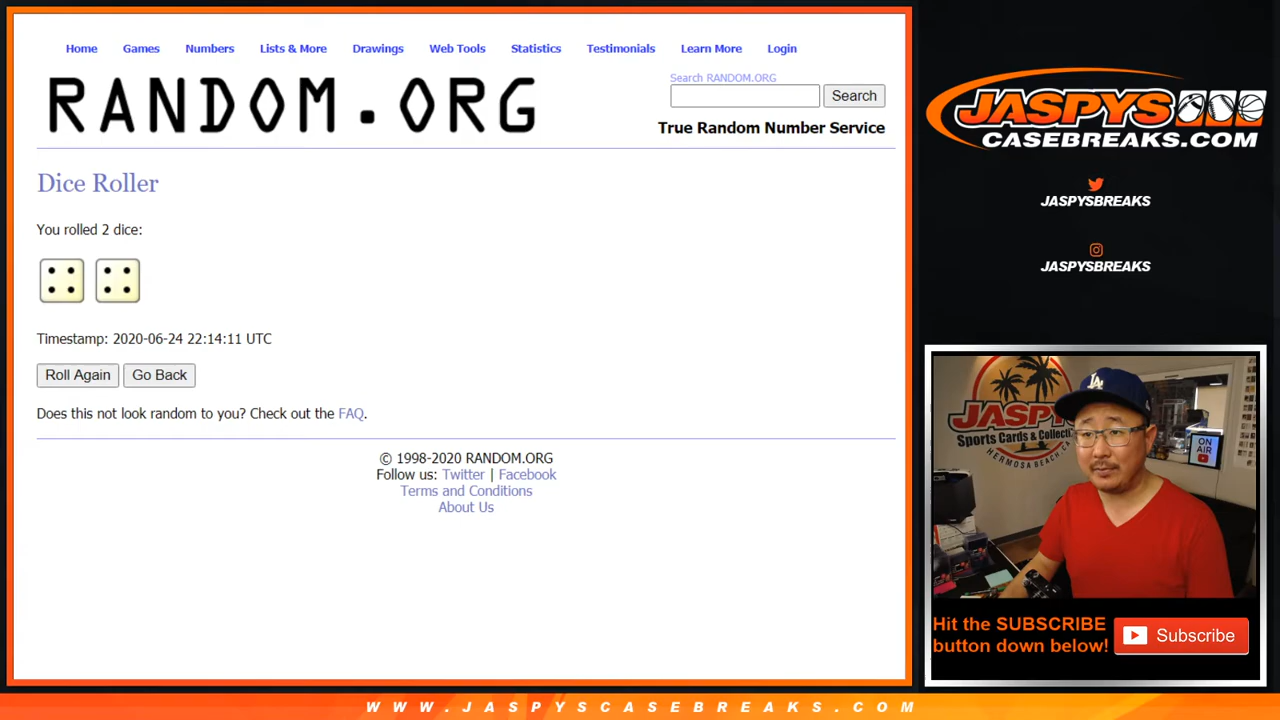 Home Games Numbers Lists & More Drawings Web Tools Statistics Testimonials Learn More Login
RANDOM.ORG
Search RANDOM.ORG
Search
True Random Number Service
Dice Roller
You rolled 2 dice:
Timestamp: 2020-06-24 22:14:11 UTC
Roll Again Go Back
Does this not look random to you? Check out the FAQ.
© 1998-2020 RANDOM.ORG
Follow us: Twitter | Facebook
Terms and Conditions
About Us
JASPYS
CASEBREAKS.COM
JASPYSBREAKS
JASPYSBREAKS
JASPYS
Sports Cards & Collecti
HERMOSA BEACH, CA
LA
ON
AIR
Hit the SUBSCRIBE
button down below!
Subscribe
WWW.JASPYSCASEBREAKS.COM